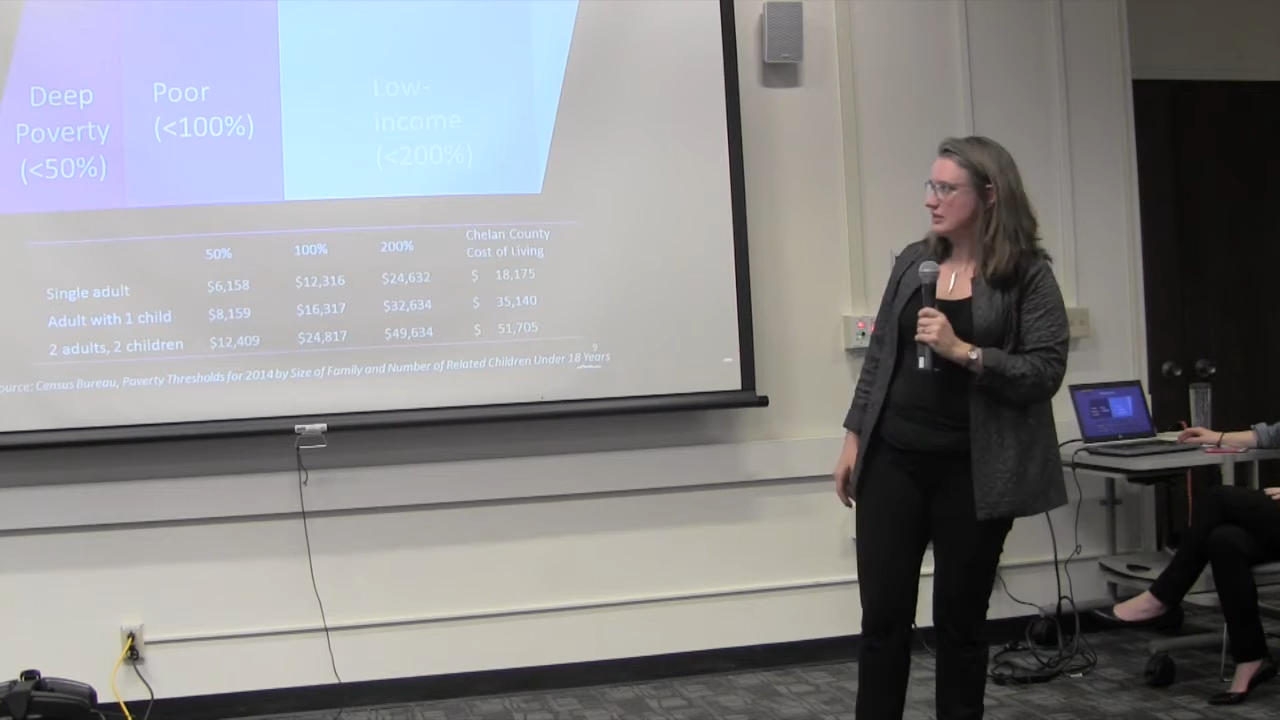 Deep
Poverty
(<50%)
Poor
(<100%)
Low-
income
(<200%)
50% 100% 200% Chelan County
Cost of Living
Single adult $6,158 $12,316 $24,632 $ 18,175
Adult with 1 child $8,159 $16,317 $32,634 $ 35,140
2 adults, 2 children $12,409 $24,817 $49,634 $ 51,705
9
ource: Census Bureau, Poverty Thresholds for 2014 by Size of Family and Number of Related Children Under 18 Years